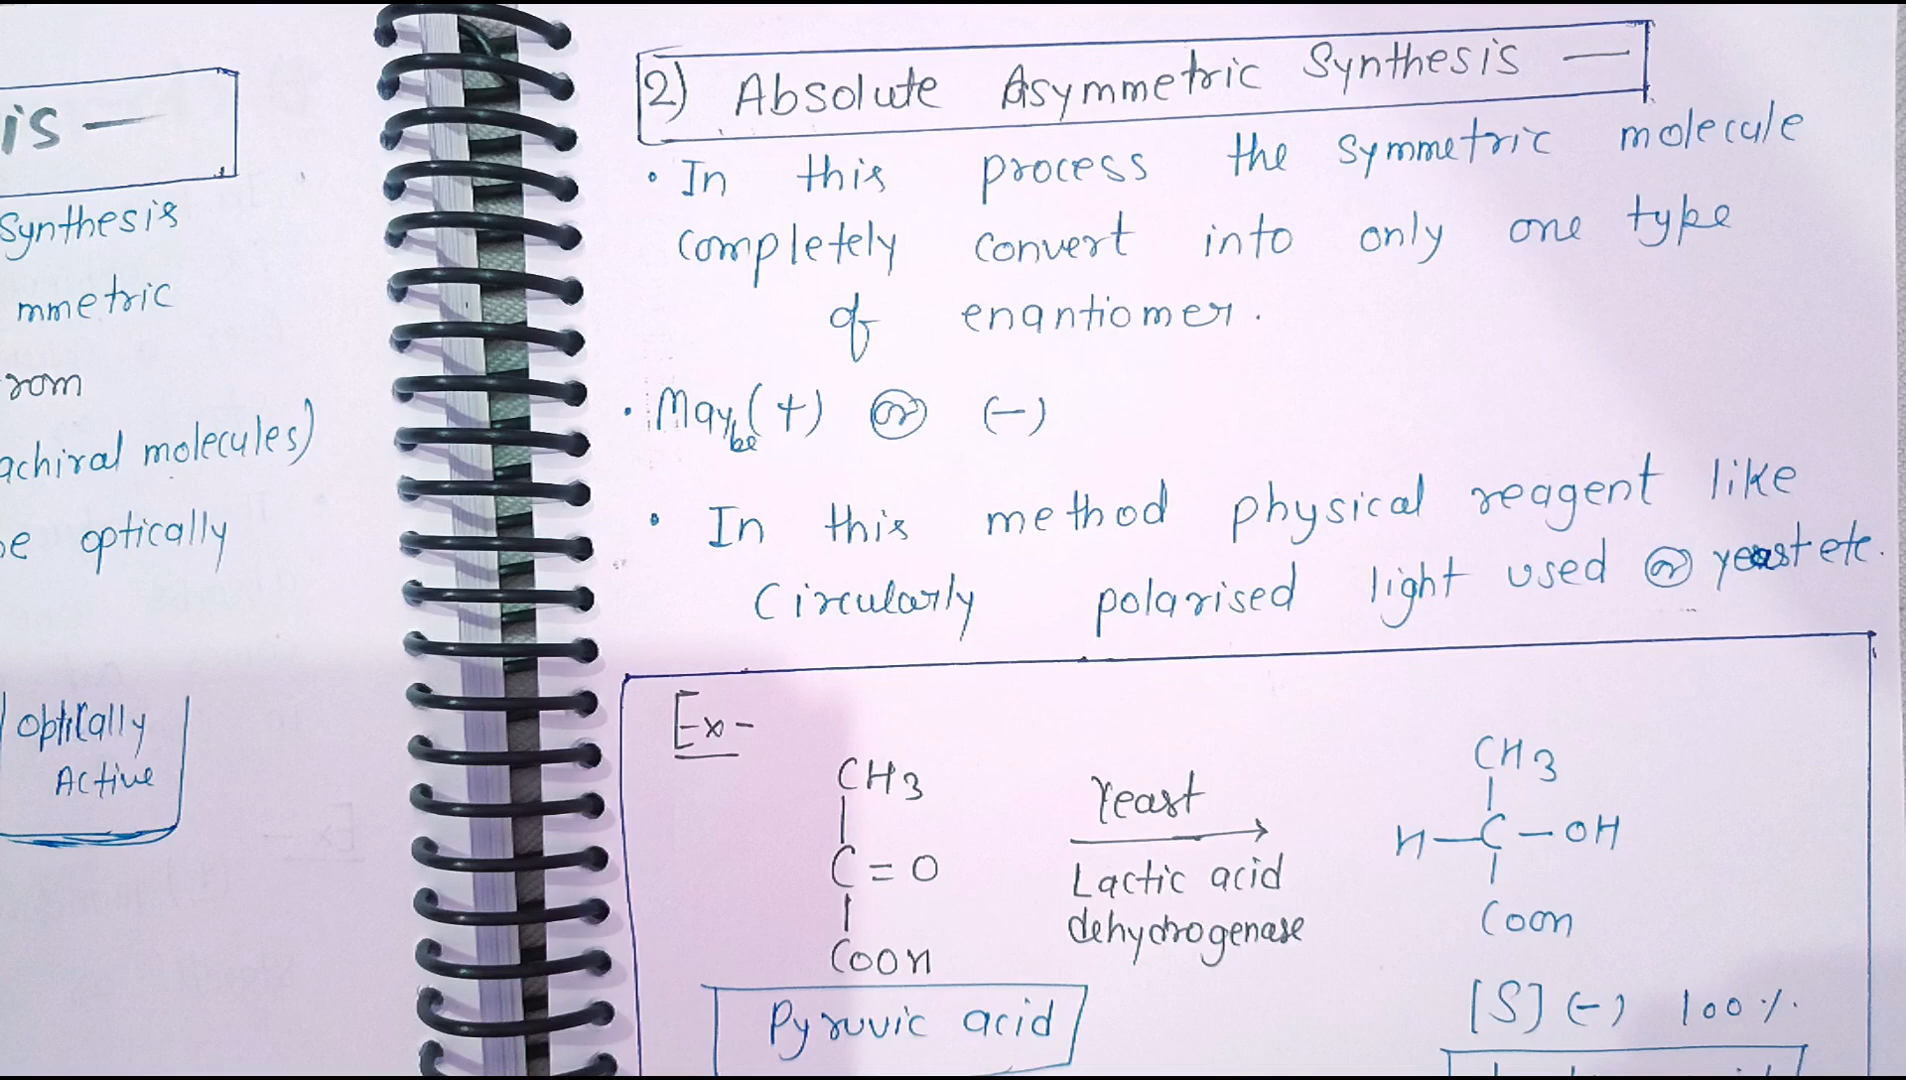 is —
Synthesis
mmetric
rom
achiral molecules)
be optically
optically
Active
2) Absolute Asymmetric Synthesis —
• In this process the symmetric molecule
completely convert into only one type
of enantiomer.
• May be (+) or (-)
• In this method physical reagent like
Circularly polarised light used or yeast etc.
Ex-
CH3
C = O
COOH
Pyruvic acid
Yeast
Lactic acid
dehydrogenase
CH3
H — C — OH
COOH
[S] (-) 100%